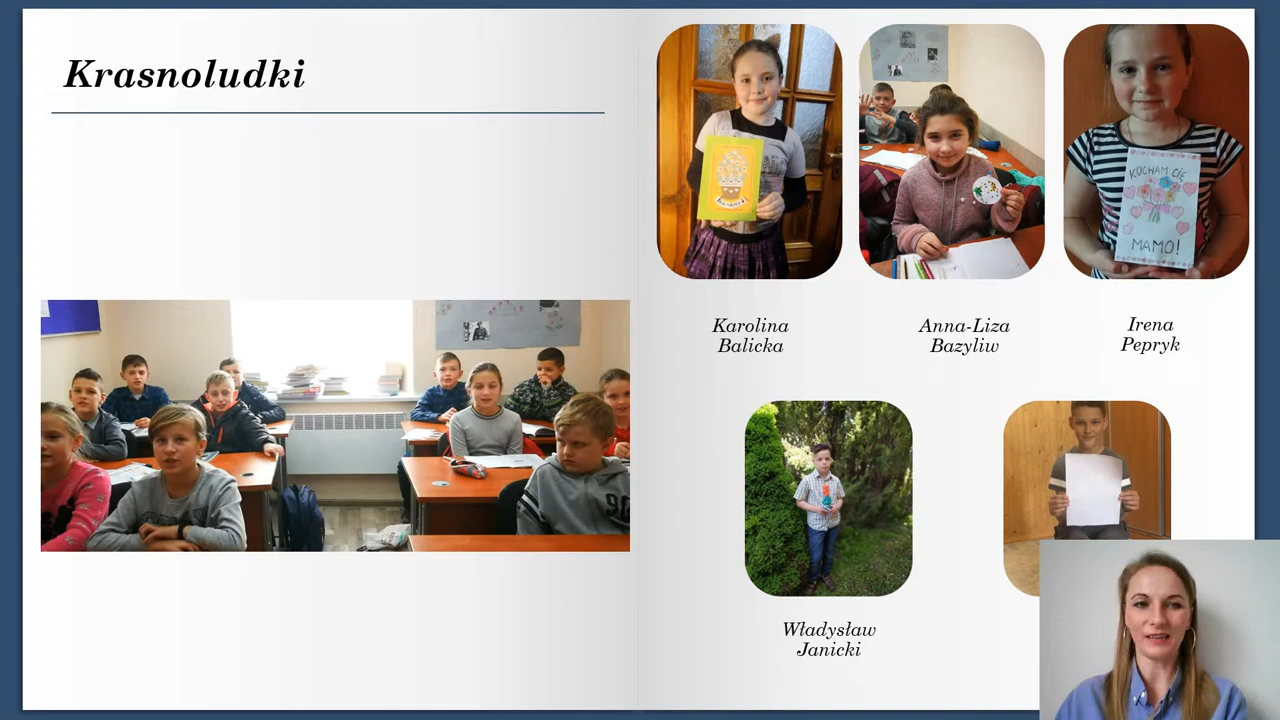 Krasnoludki
KOCHAM CIĘ,
MAMO!
Karolina
Balicka
Anna-Liza
Bazyliw
Irena
Pepryk
Władysław
Janicki